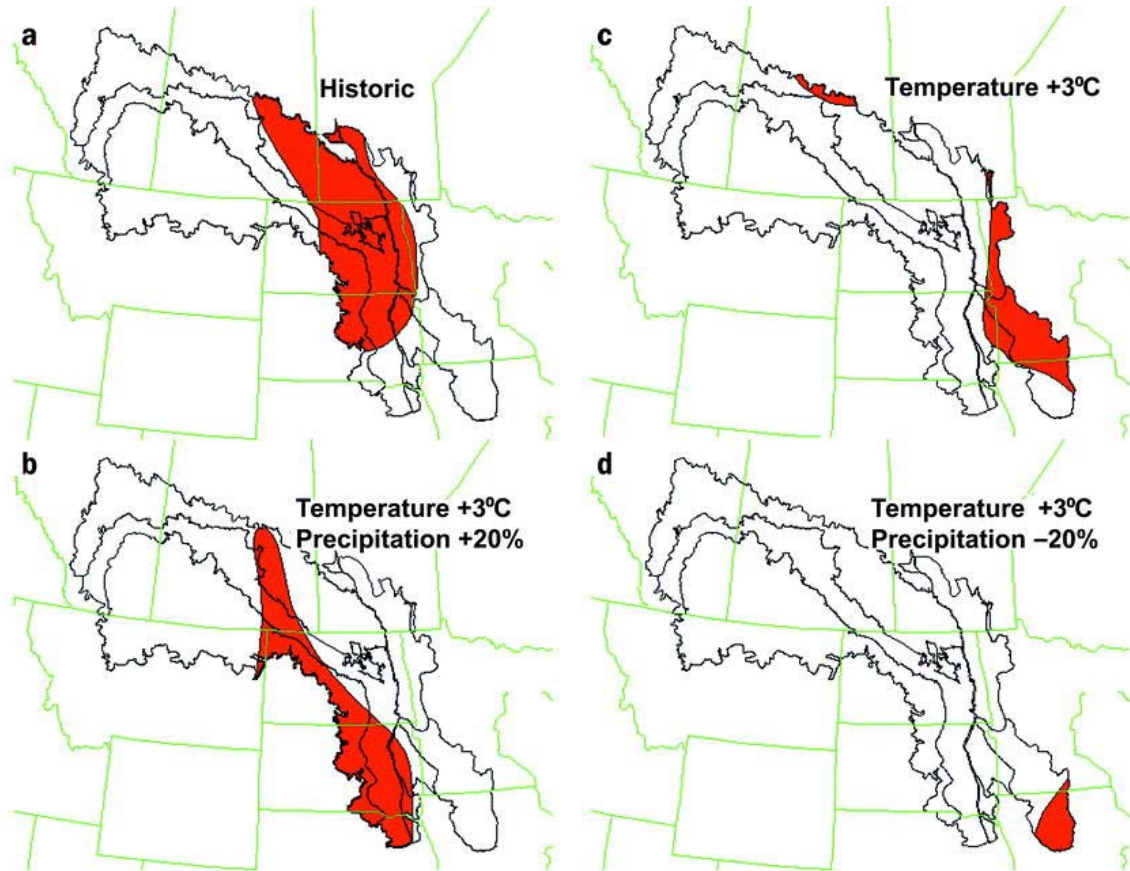 a
Historic
c
Temperature +3ºC
b
Temperature +3ºC
Precipitation +20%
d
Temperature +3ºC
Precipitation –20%